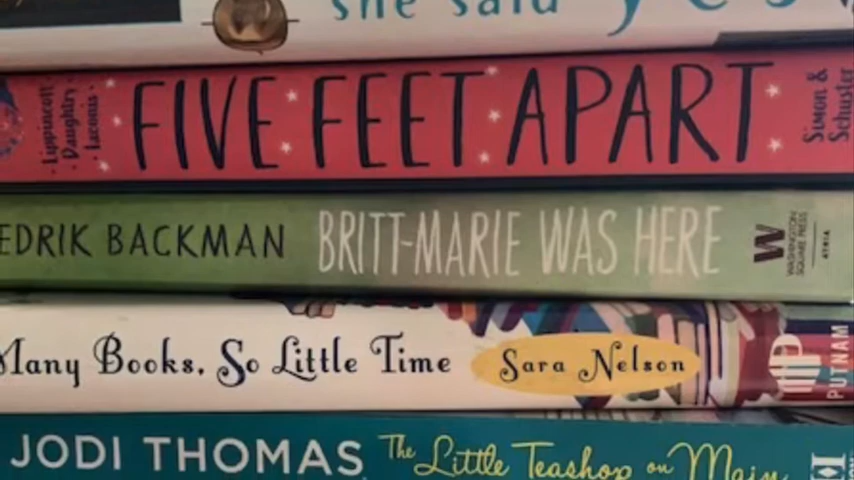 she said yes
Lippincott
Daughtry
Iaconis
FIVE FEET APART
Simon &
Schuster
EDRIK BACKMAN BRITT-MARIE WAS HERE
W
WASHINGTON
SQUARE PRESS
ATRIA
Many Books, So Little Time Sara Nelson
P
PUTNAM
JODI THOMAS The Little Teashop on Main